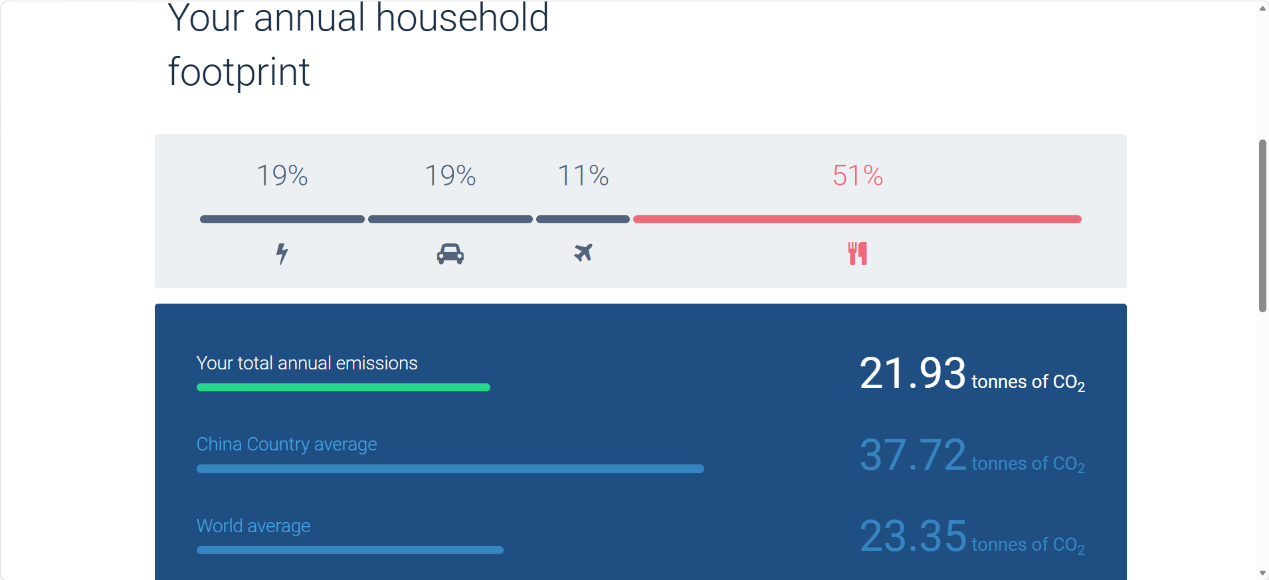 Your annual household
footprint
19% 19% 11% 51%
Your total annual emissions
21.93 tonnes of CO₂
China Country average
37.72 tonnes of CO₂
World average
23.35 tonnes of CO₂